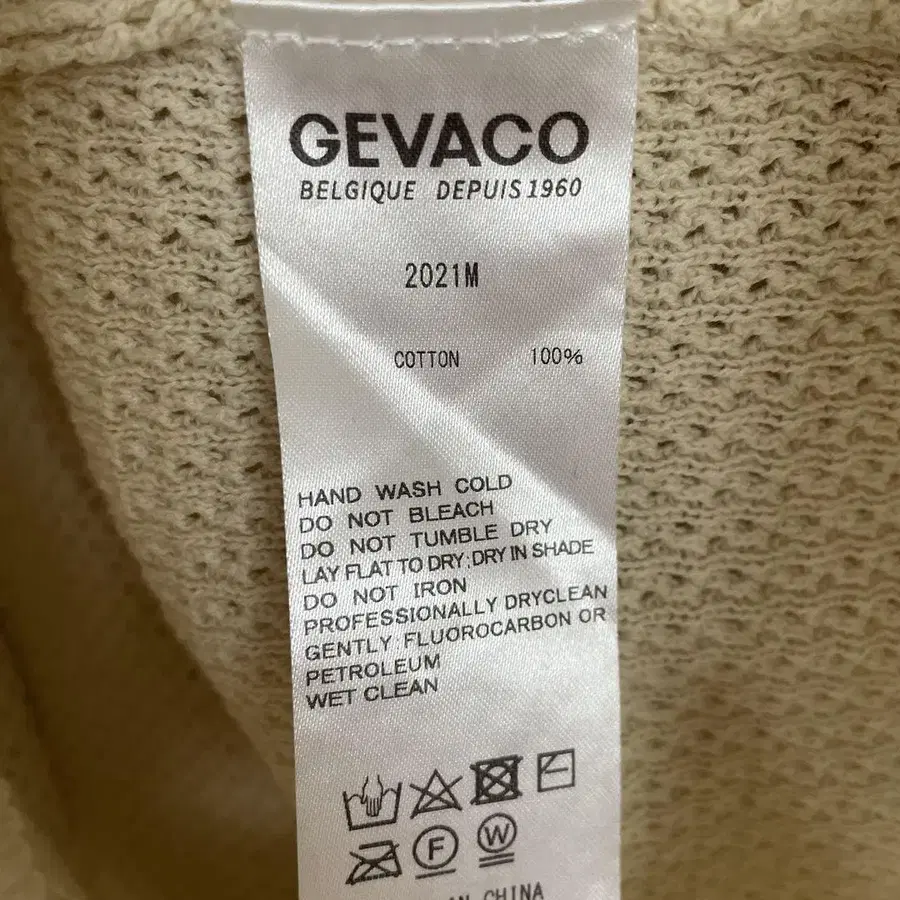 GEVACO
BELGIQUE DEPUIS 1960
2021M
COTTON 100%
HAND WASH COLD
DO NOT BLEACH
DO NOT TUMBLE DRY
LAY FLAT TO DRY; DRY IN SHADE
DO NOT IRON
PROFESSIONALLY DRYCLEAN
GENTLY FLUOROCARBON OR
PETROLEUM
WET CLEAN
F W
IN CHINA